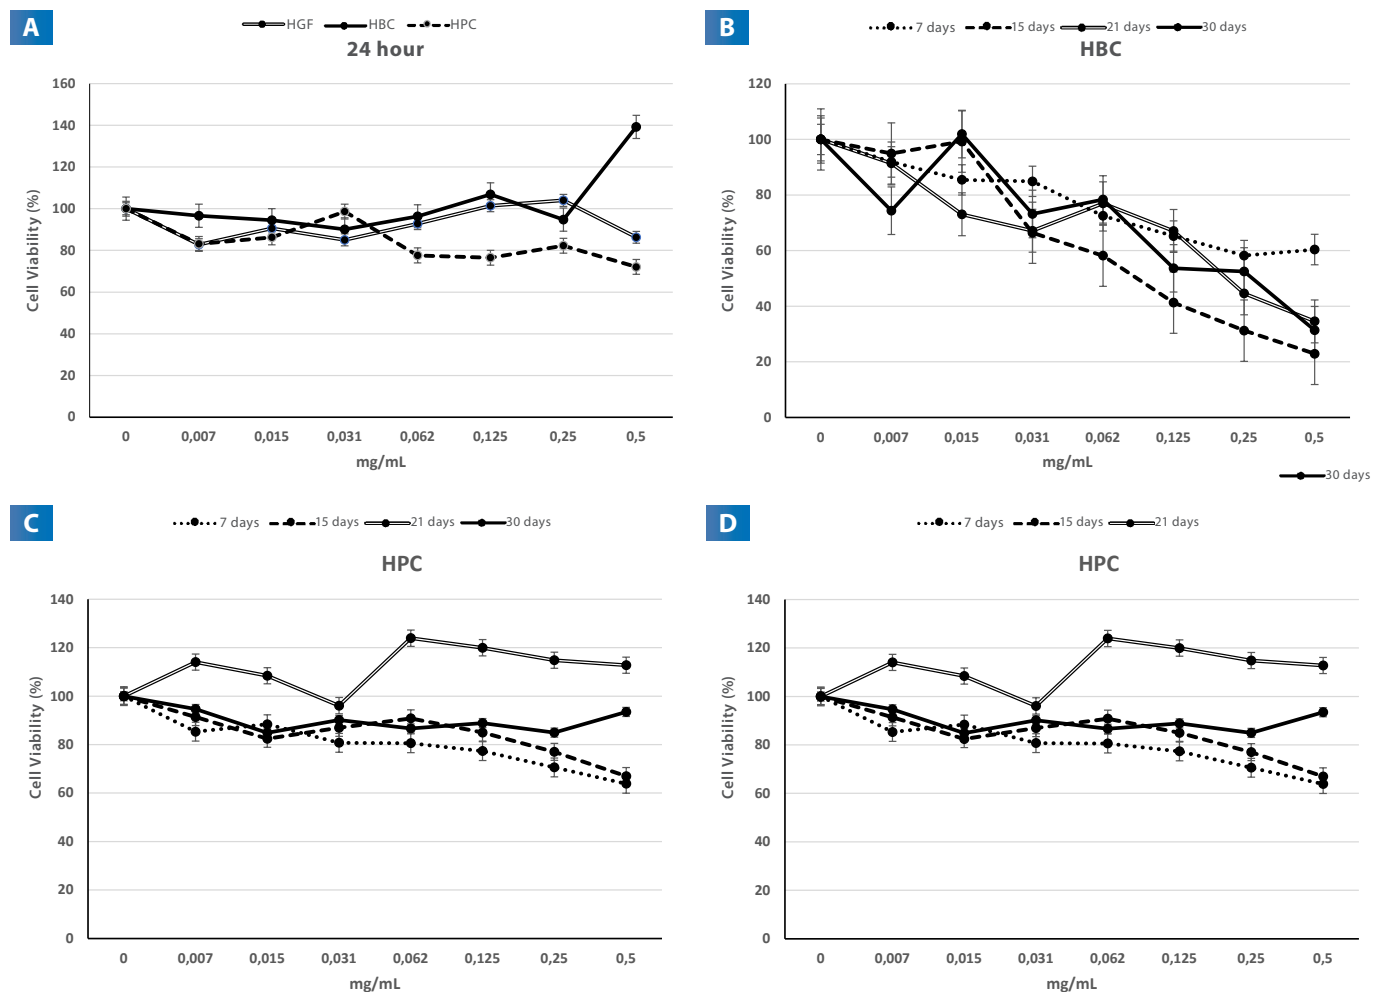 A
HGF HBC HPC
24 hour
160
140
120
100
80
60
40
20
0
Cell Viability (%)
0 0,007 0,015 0,031 0,062 0,125 0,25 0,5
mg/mL
B
7 days 15 days 21 days 30 days
HBC
120
100
80
60
40
20
0
Cell Viability (%)
0 0,007 0,015 0,031 0,062 0,125 0,25 0,5
mg/mL
30 days
C
7 days 15 days 21 days 30 days
HPC
140
120
100
80
60
40
20
0
Cell Viability (%)
0 0,007 0,015 0,031 0,062 0,125 0,25 0,5
mg/mL
D
7 days 15 days 21 days
HPC
140
120
100
80
60
40
20
0
Cell Viability (%)
0 0,007 0,015 0,031 0,062 0,125 0,25 0,5
mg/mL